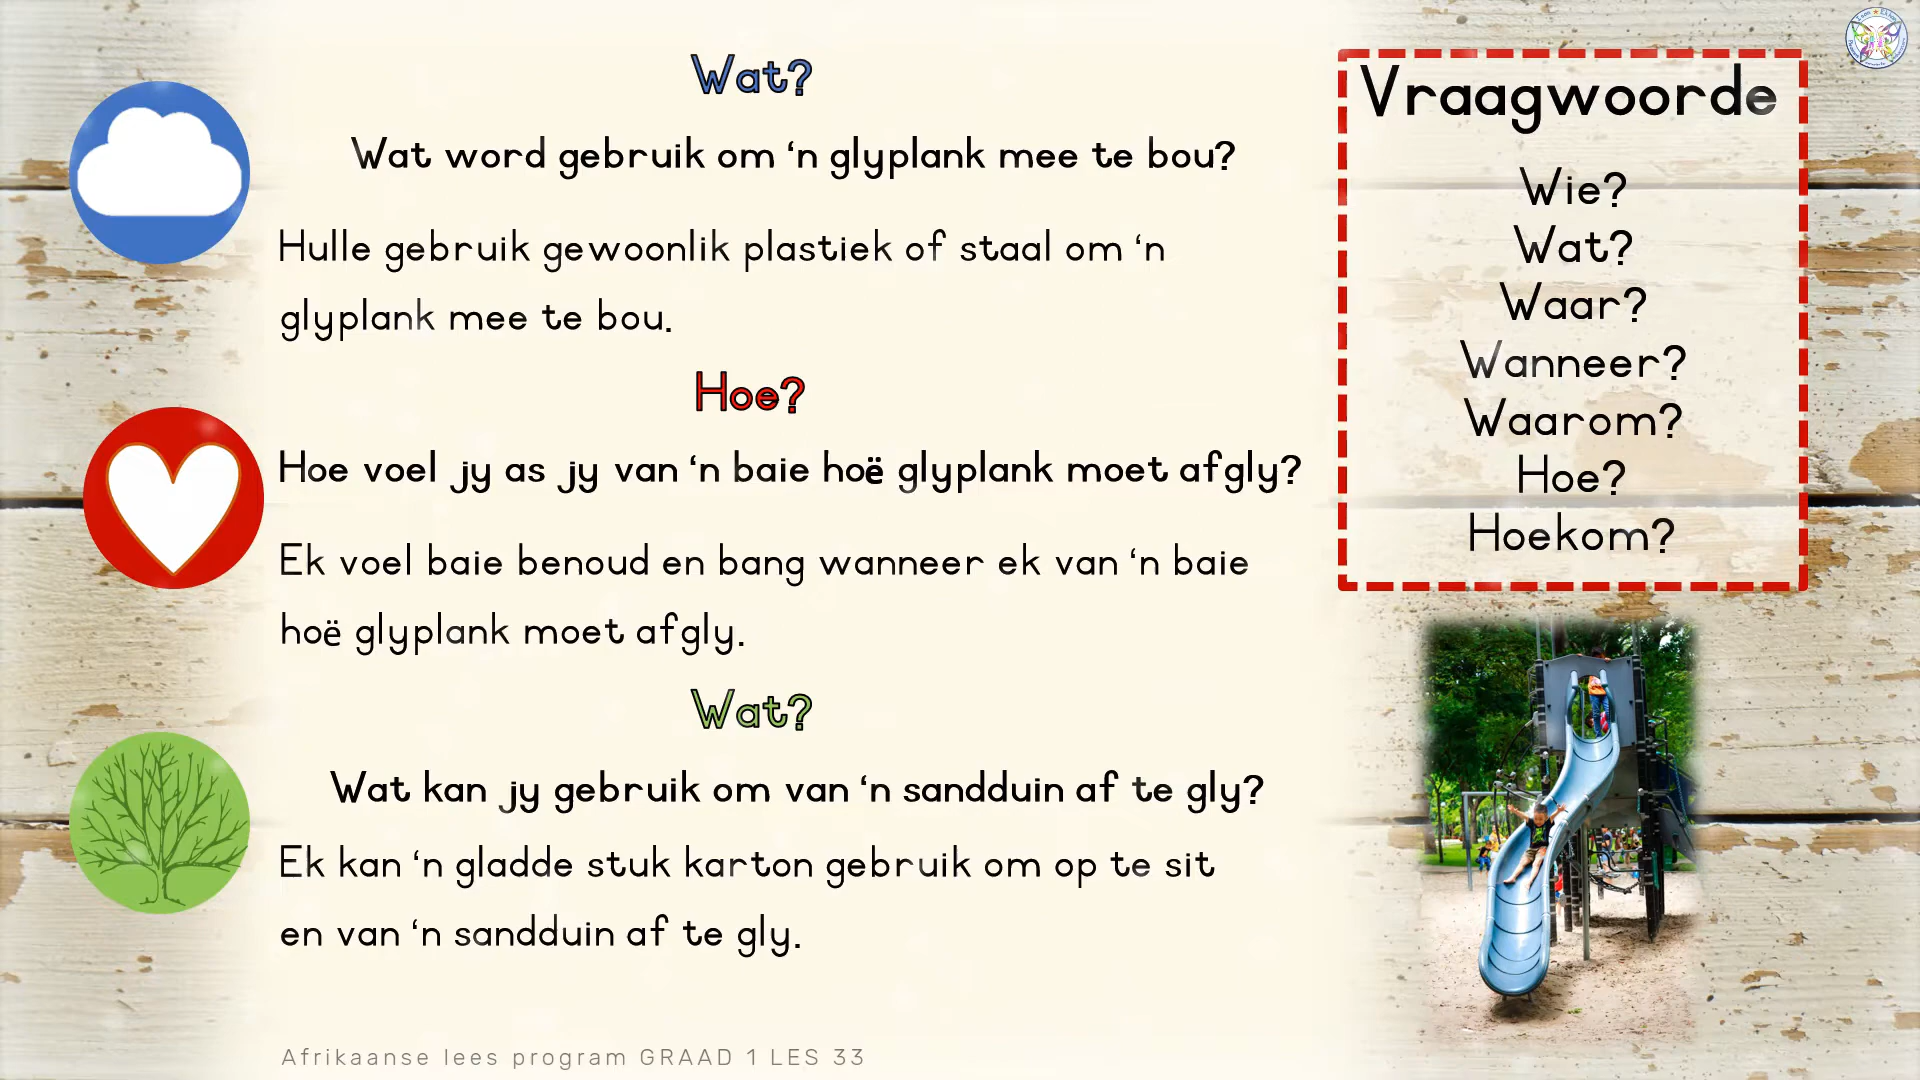 Wat?
Wat word gebruik om ‘n glyplank mee te bou?
Hulle gebruik gewoonlik plastiek of staal om ‘n
glyplank mee te bou.
Hoe?
Hoe voel jy as jy van ‘n baie hoë glyplank moet afgly?
Ek voel baie benoud en bang wanneer ek van ‘n baie
hoë glyplank moet afgly.
Wat?
Wat kan jy gebruik om van ‘n sandduin af te gly?
Ek kan ‘n gladde stuk karton gebruik om op te sit
en van ‘n sandduin af te gly.
Afrikaanse lees program GRAAD 1 LES 33
Vraagwoorde
Wie?
Wat?
Waar?
Wanneer?
Waarom?
Hoe?
Hoekom?